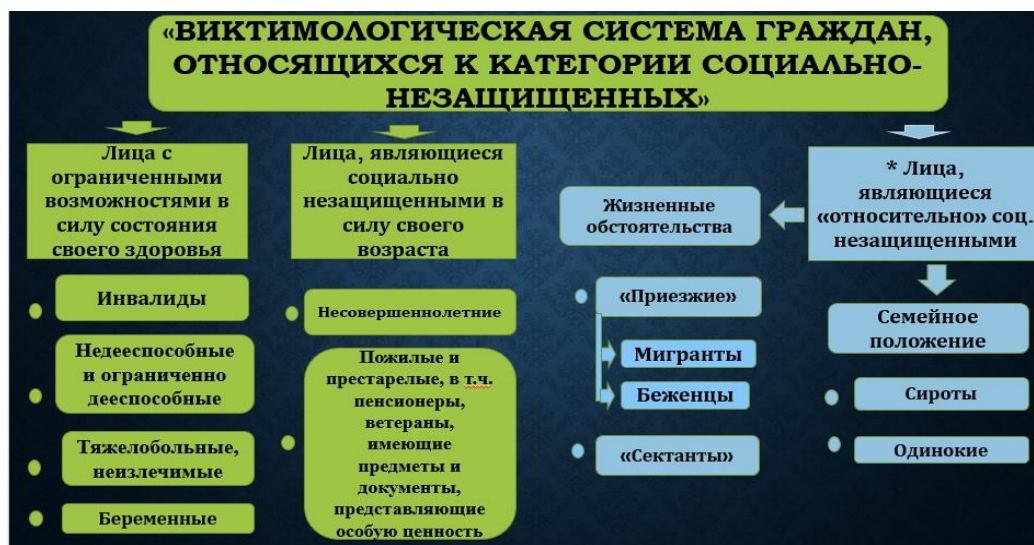 «ВИКТИМОЛОГИЧЕСКАЯ СИСТЕМА ГРАЖДАН,
ОТНОСЯЩИХСЯ К КАТЕГОРИИ СОЦИАЛЬНО-
НЕЗАЩИЩЕННЫХ»
Лица с
ограниченными
возможностями в
силу состояния
своего здоровья
Инвалиды
Недееспособные
и ограниченно
дееспособные
Тяжелобольные,
неизлечимые
Беременные
Лица, являющиеся
социально
незащищенными в
силу своего
возраста
Несовершеннолетние
Пожилые и
престарелые, в т.ч.
пенсионеры,
ветераны,
имеющие
предметы и
документы,
представляющие
особую ценность
* Лица,
являющиеся
«относительно» соц.
незащищенными
Жизненные
обстоятельства
«Приезжие»
Мигранты
Беженцы
«Сектанты»
Семейное
положение
Сироты
Одинокие